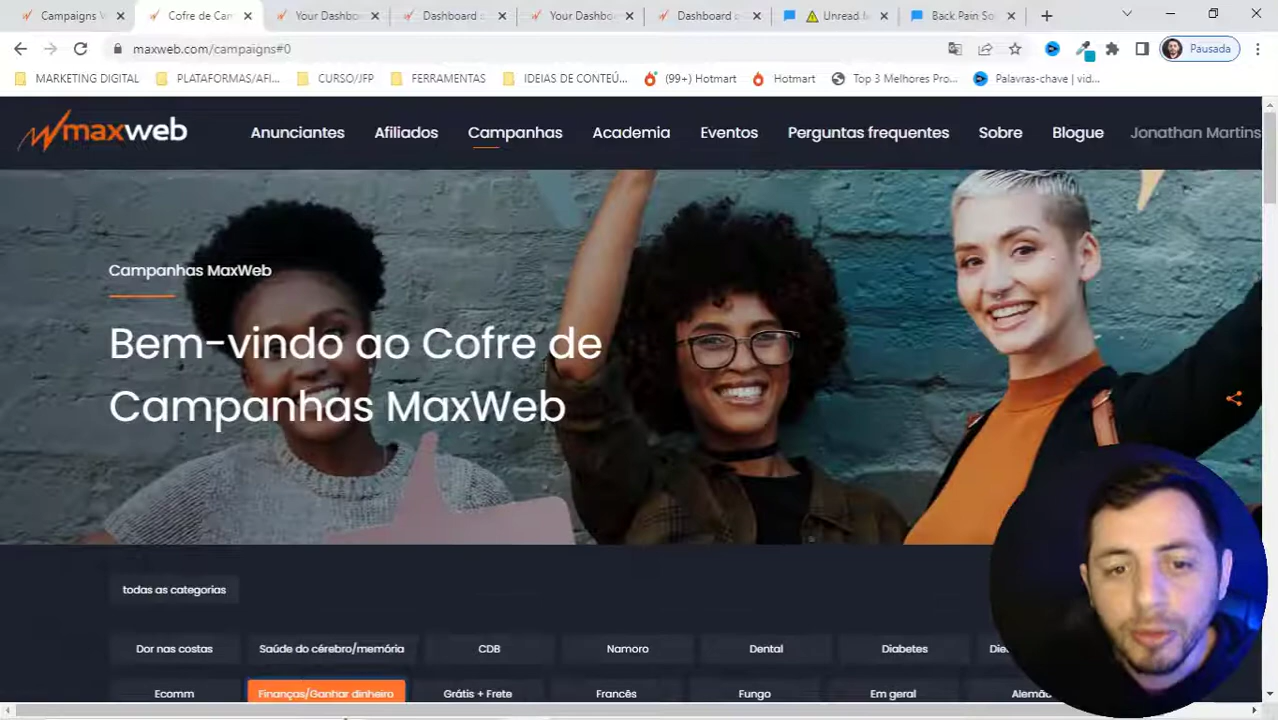 Campaigns V
Cofre de Car
Your Dashbo
Dashboard
Your Dashbo
Dashboard
Unread
Back Pain So
maxweb.com/campaigns#0
Pausada
MARKETING DIGITAL
PLATAFORMAS/AFI...
CURSO/JFP
FERRAMENTAS
IDEIAS DE CONTEÚ...
(99+) Hotmart
Hotmart
Top 3 Melhores Pro...
Palavras-chave | vid...
maxweb
Anunciantes
Afiliados
Campanhas
Academia
Eventos
Perguntas frequentes
Sobre
Blogue
Jonathan Martins
Campanhas MaxWeb
Bem-vindo ao Cofre de
Campanhas MaxWeb
todas as categorias
Dor nas costas
Saúde do cérebro/memória
CDB
Namoro
Dental
Diabetes
Ecomm
Finanças/Ganhar dinheiro
Grátis + Frete
Francês
Fungo
Em geral